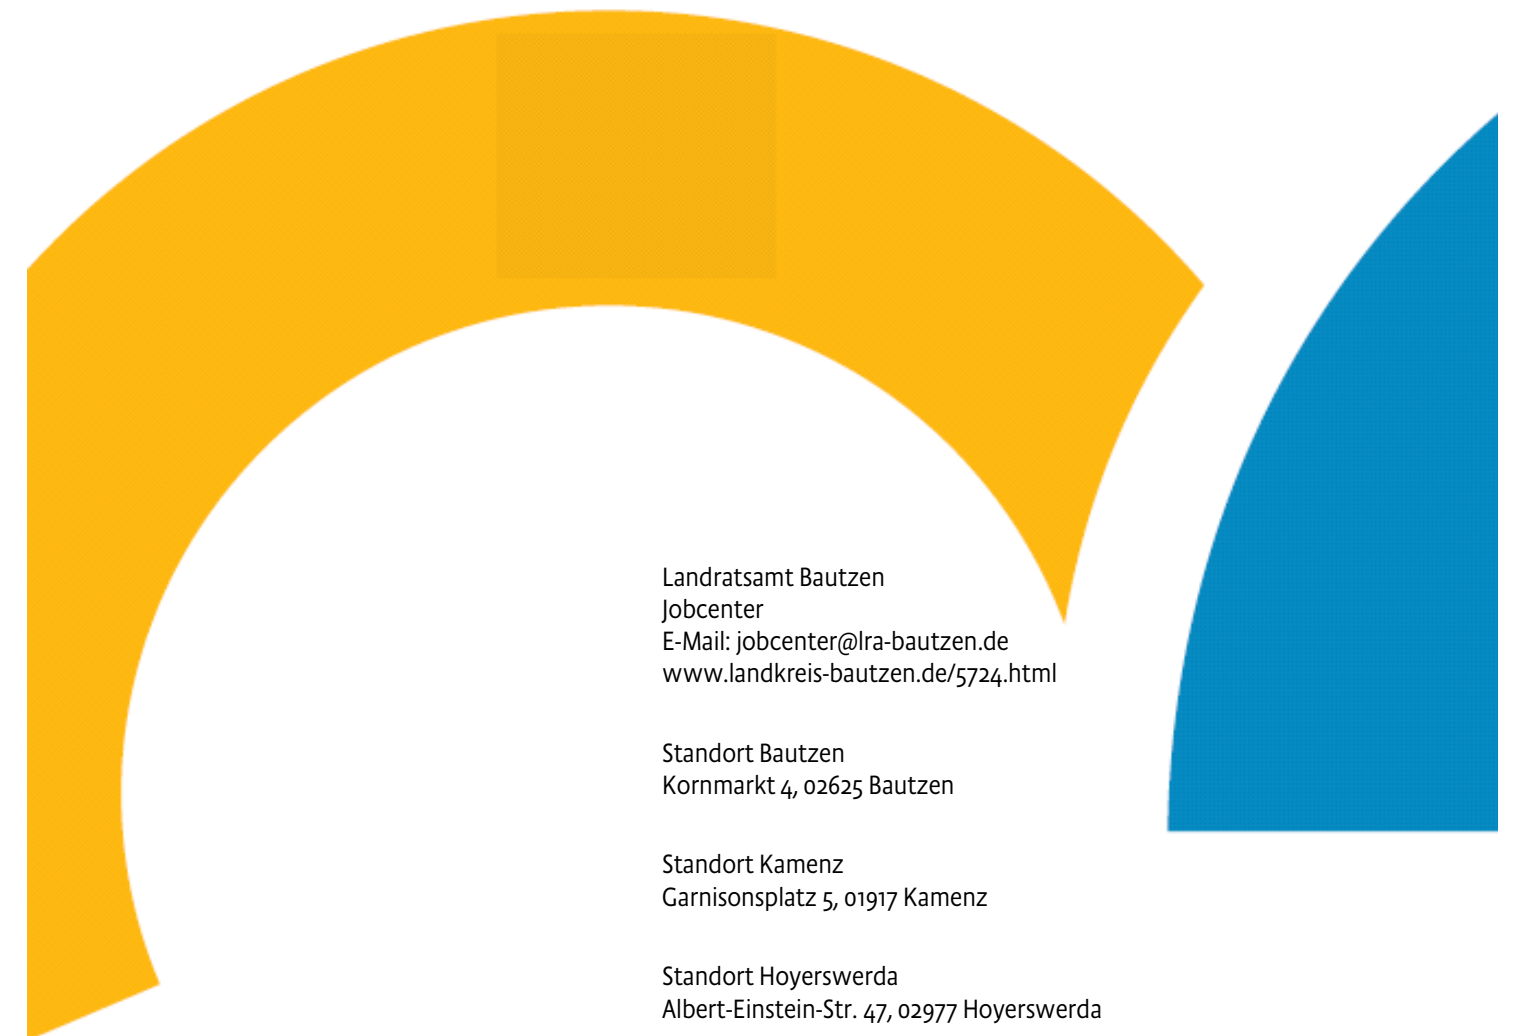 Landratsamt Bautzen
Jobcenter
E-Mail: jobcenter@lra-bautzen.de
www.landkreis-bautzen.de/5724.html
Standort Bautzen
Kornmarkt 4, 02625 Bautzen
Standort Kamenz
Garnisonsplatz 5, 01917 Kamenz
Standort Hoyerswerda
Albert-Einstein-Str. 47, 02977 Hoyerswerda